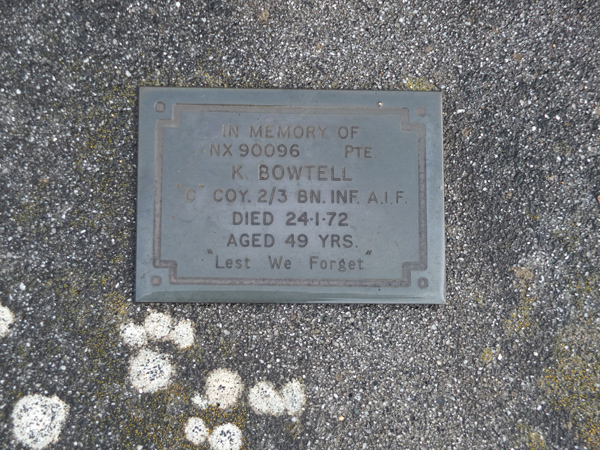 IN MEMORY OF
NX 90096 PTE
K. BOWTELL
"C" COY. 2/3 BN. INF. A.I.F.
DIED 24·1·72
AGED 49 YRS.
"Lest We Forget"